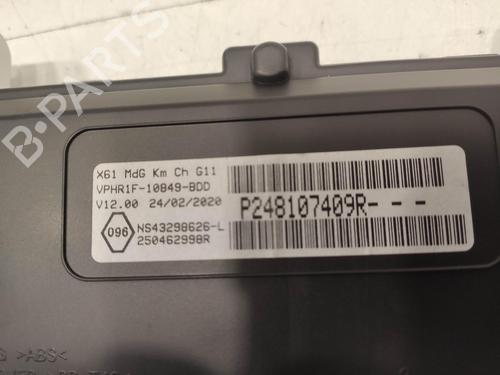 B-PARTS
X61 MdG Km Ch G11
VPHR1F-10849-BDD
V12.00 24/02/2020
P248107409R- - -
096
NS43298626-L
250462998R
>ABS<